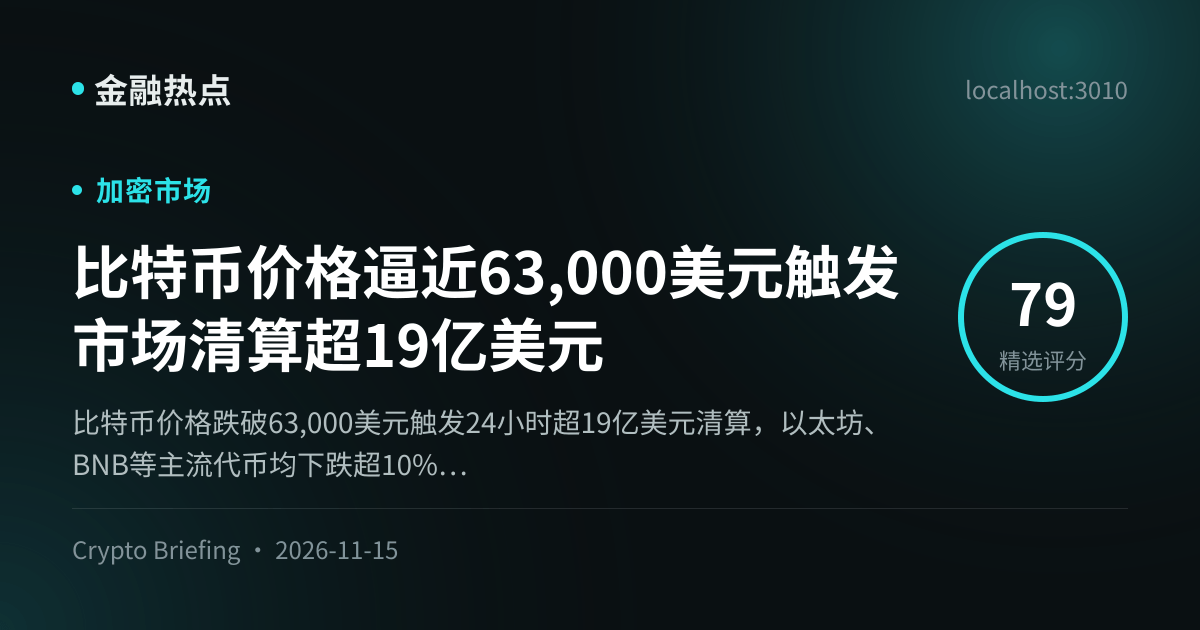 金融热点
localhost:3010
加密市场
比特币价格逼近63,000美元触发
市场清算超19亿美元
79
精选评分
比特币价格跌破63,000美元触发24小时超19亿美元清算，以太坊、
BNB等主流代币均下跌超10%…
Crypto Briefing · 2026-11-15